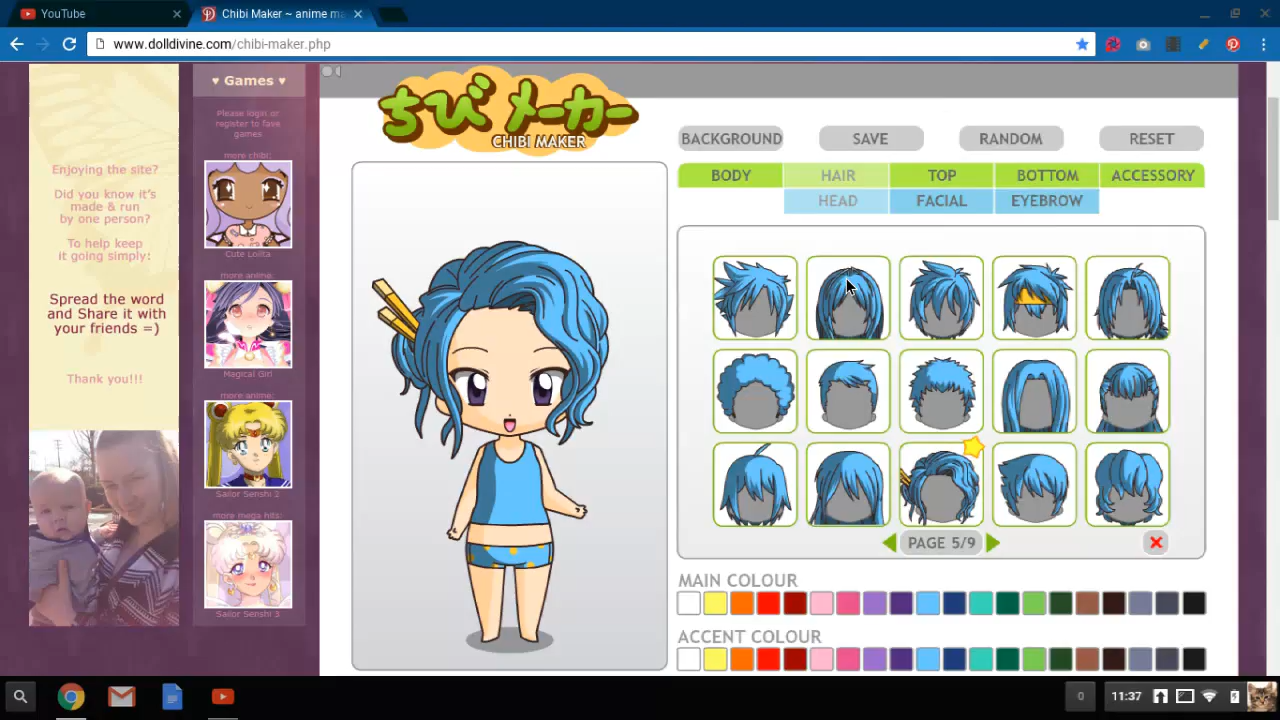 YouTube
Chibi Maker ~ anime ma
www.dolldivine.com/chibi-maker.php
♥ Games ♥
Please login or
register to fave
games
more chibi:
Cute Lolita
more anime:
Magical Girl
more anime:
Sailor Senshi 2
more mega hits:
Sailor Senshi 3
Enjoying the site?
Did you know it's
made & run
by one person?
To help keep
it going simply:
Spread the word
and Share it with
your friends =)
Thank you!!!
ちび メーカー
CHIBI MAKER
BACKGROUND
SAVE
RANDOM
RESET
BODY
HAIR
TOP
BOTTOM
ACCESSORY
HEAD
FACIAL
EYEBROW
PAGE 5/9
MAIN COLOUR
ACCENT COLOUR
0
11:37